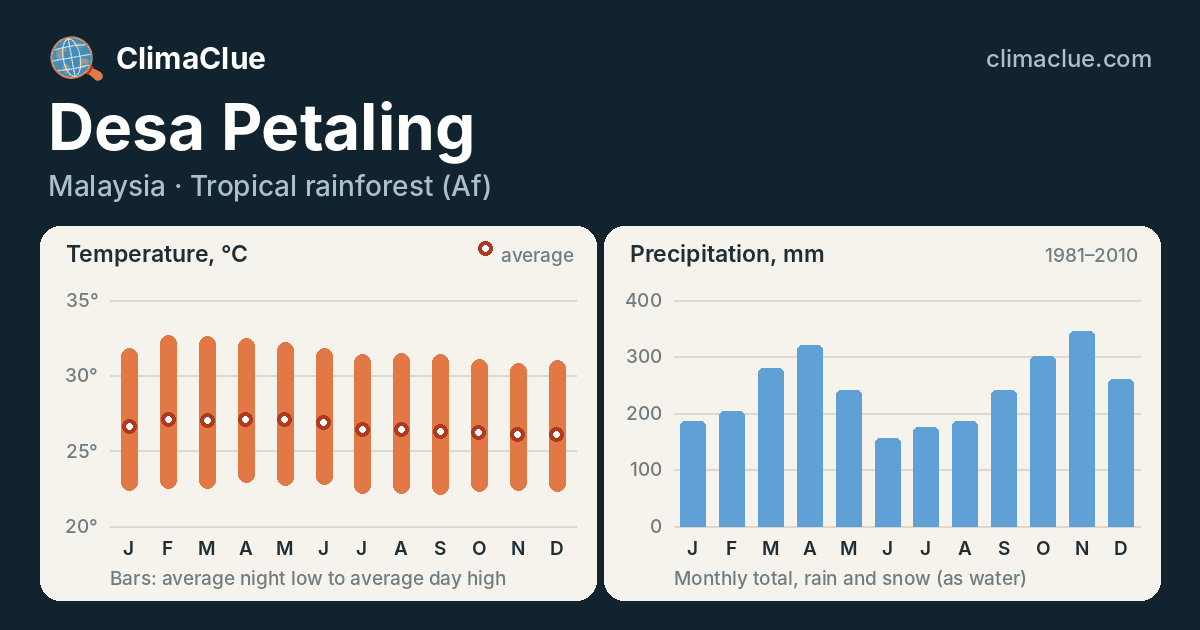 ClimaClue
climaclue.com
Desa Petaling
Malaysia · Tropical rainforest (Af)
Temperature, °C
average
35°
30°
25°
20°
J F M A M J J A S O N D
Bars: average night low to average day high
Precipitation, mm
1981–2010
400
300
200
100
0
J F M A M J J A S O N D
Monthly total, rain and snow (as water)